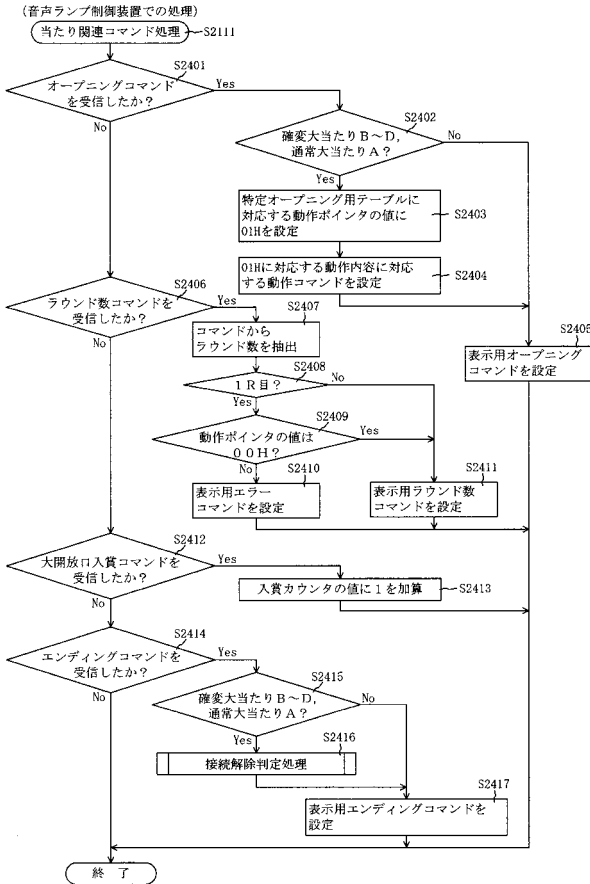 (音声ランプ制御装置での処理)
当たり関連コマンド処理
S2111
S2401
オープニングコマンド
を受信したか?
Yes
No
S2402
確変大当たりB~D,
通常大当たりA?
No
Yes
特定オープニング用テーブルに
対応する動作ポインタの値に
01Hを設定
S2403
01Hに対応する動作内容に対応
する動作コマンドを設定
S2404
S2405
表示用オープニング
コマンドを設定
S2406
ラウンド数コマンドを
受信したか?
Yes
No
S2407
コマンドから
ラウンド数を抽出
S2408
1R目?
No
Yes
S2409
動作ポインタの値は
00H?
Yes
No
S2410
表示用エラー
コマンドを設定
S2411
表示用ラウンド数
コマンドを設定
S2412
大開放口入賞コマンドを
受信したか?
Yes
No
入賞カウンタの値に1を加算
S2413
S2414
エンディングコマンドを
受信したか?
Yes
No
S2415
確変大当たりB~D,
通常大当たりA?
No
Yes
S2416
接続解除判定処理
S2417
表示用エンディングコマンドを
設定
終 了